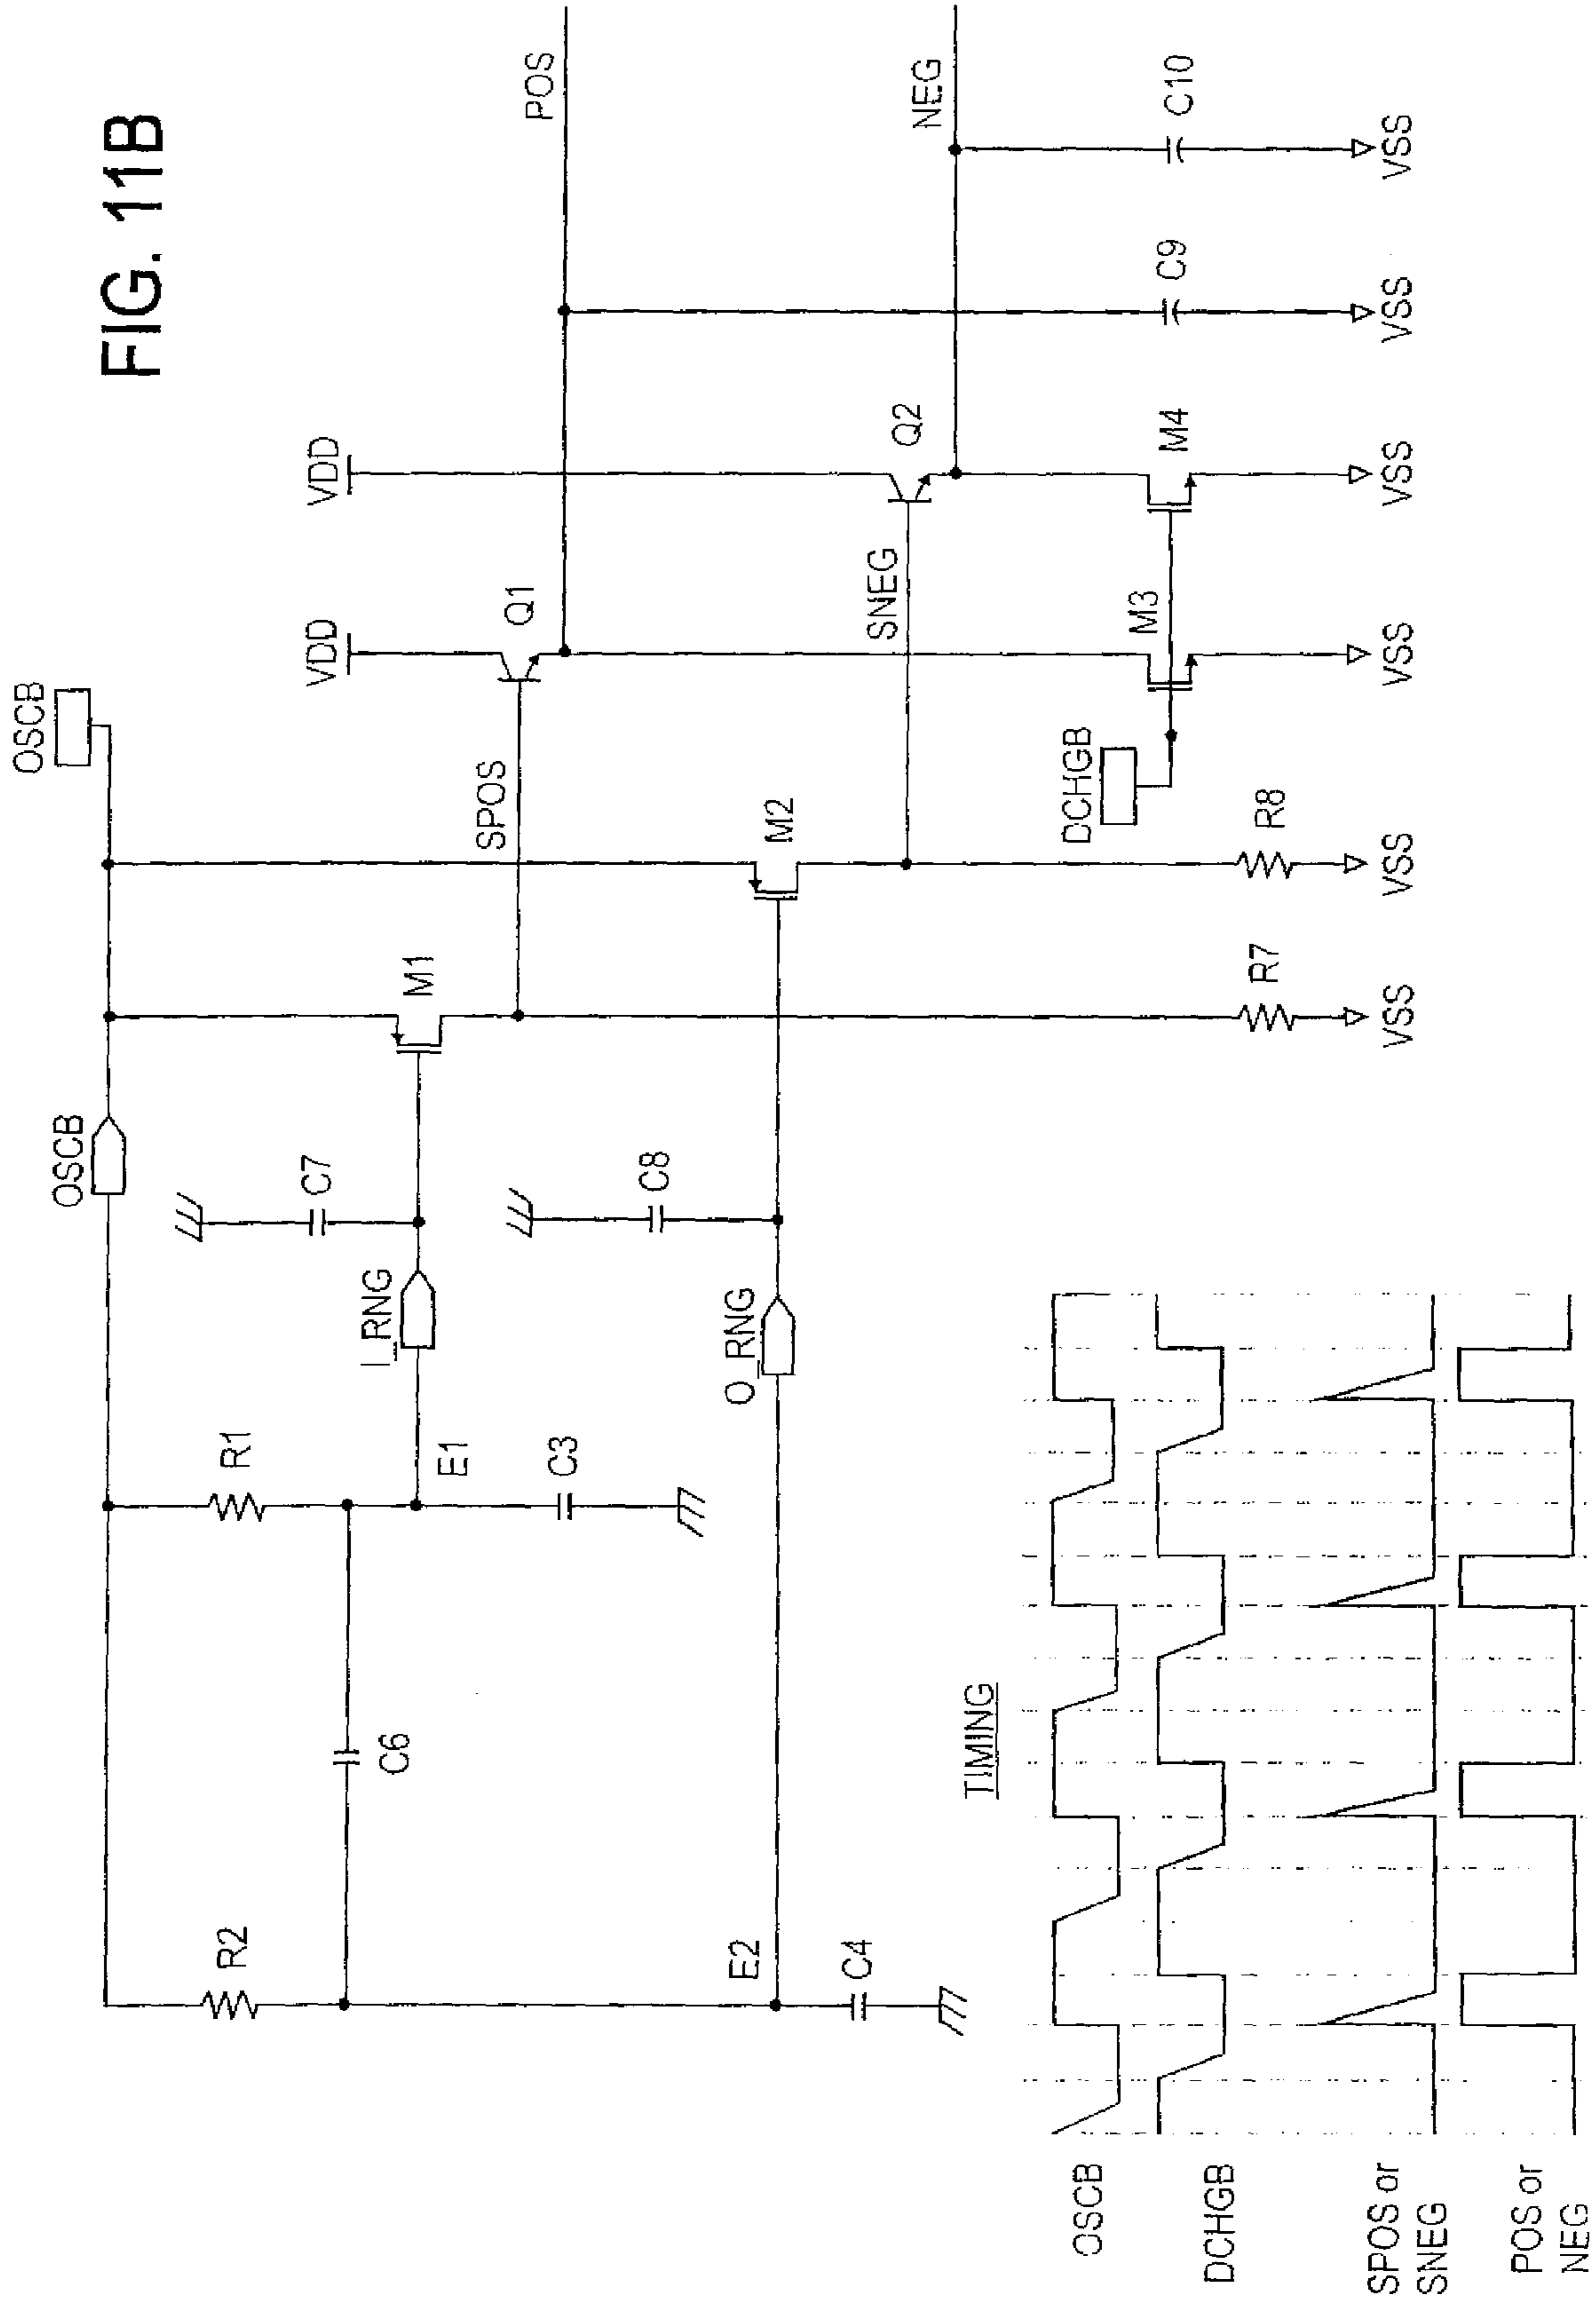 FIG. 11B
OSCB
OSCB
VDD
VDD
POS
R2
R1
I_RNG
C7
M1
SPOS
Q1
C6
E1
C3
O_RNG
C8
M2
SNEG
Q2
NEG
E2
C4
DCHGB
M3
M4
C9
C10
R7
R8
VSS
VSS
VSS
VSS
VSS
VSS
TIMING
OSCB
DCHGB
SPOS or
SNEG
POS or
NEG